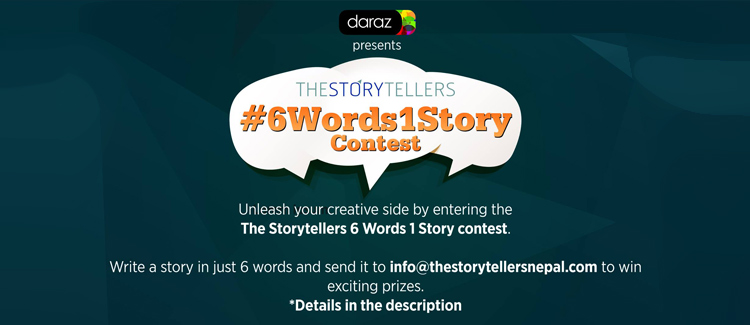 daraz
presents
THESTORYTELLERS
#6Words1Story
Contest
Unleash your creative side by entering the
The Storytellers 6 Words 1 Story contest.
Write a story in just 6 words and send it to info@thestorytellersnepal.com to win
exciting prizes.
*Details in the description